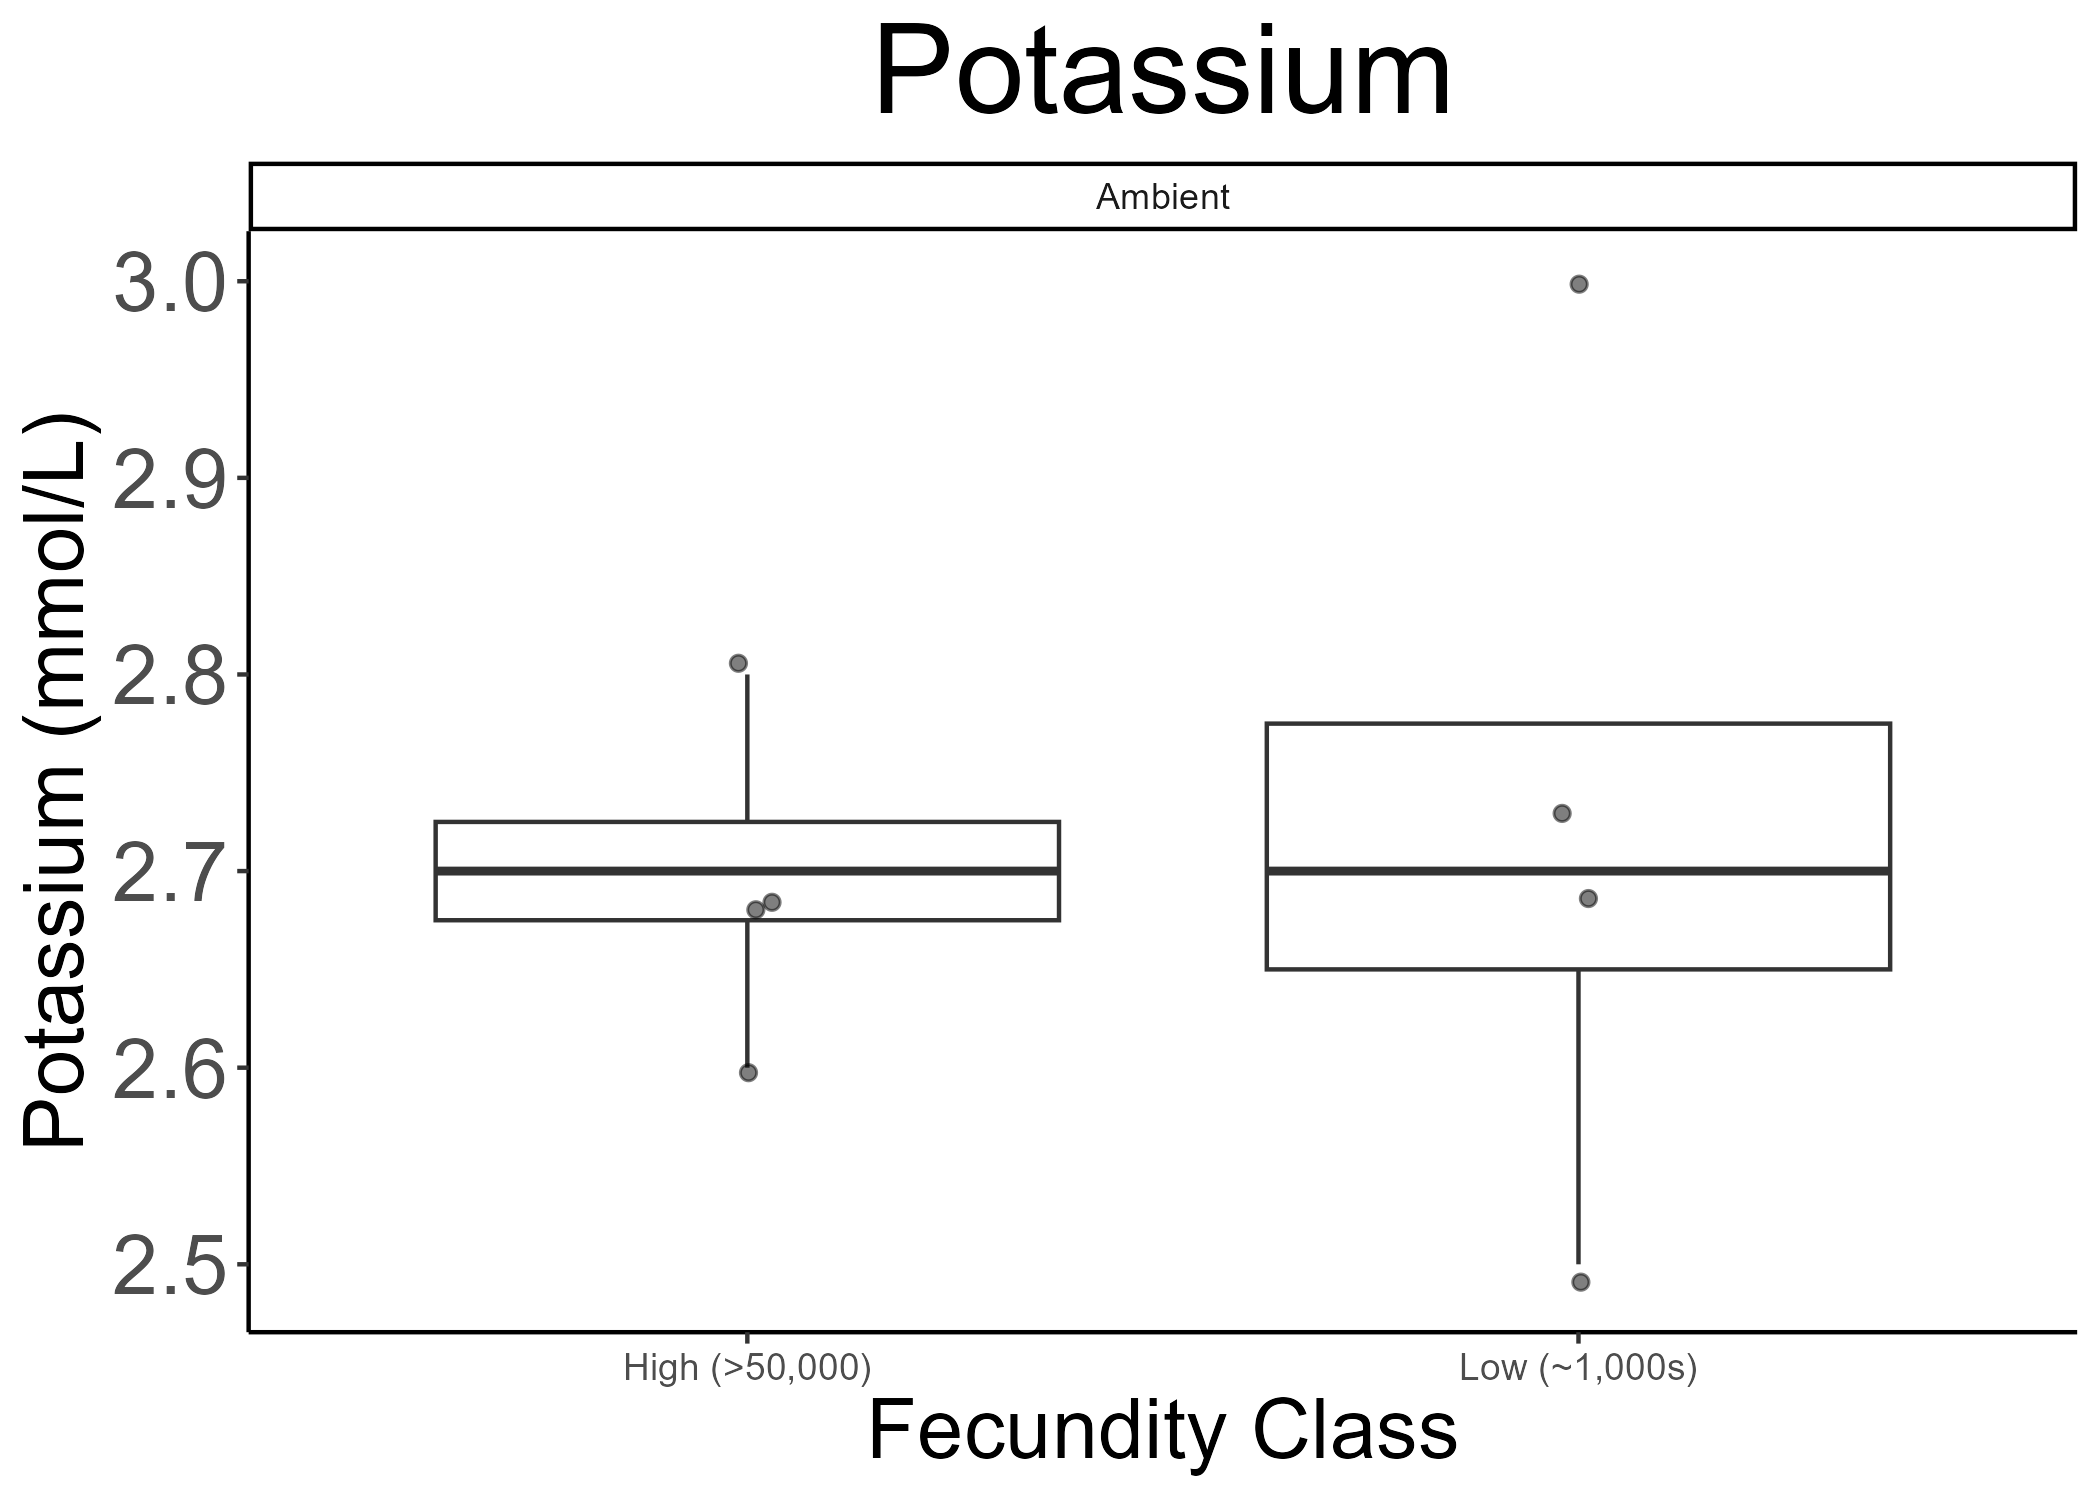 Potassium
Ambient
Potassium (mmol/L)
3.0
2.9
2.8
2.7
2.6
2.5
High (>50,000)
Low (~1,000s)
Fecundity Class